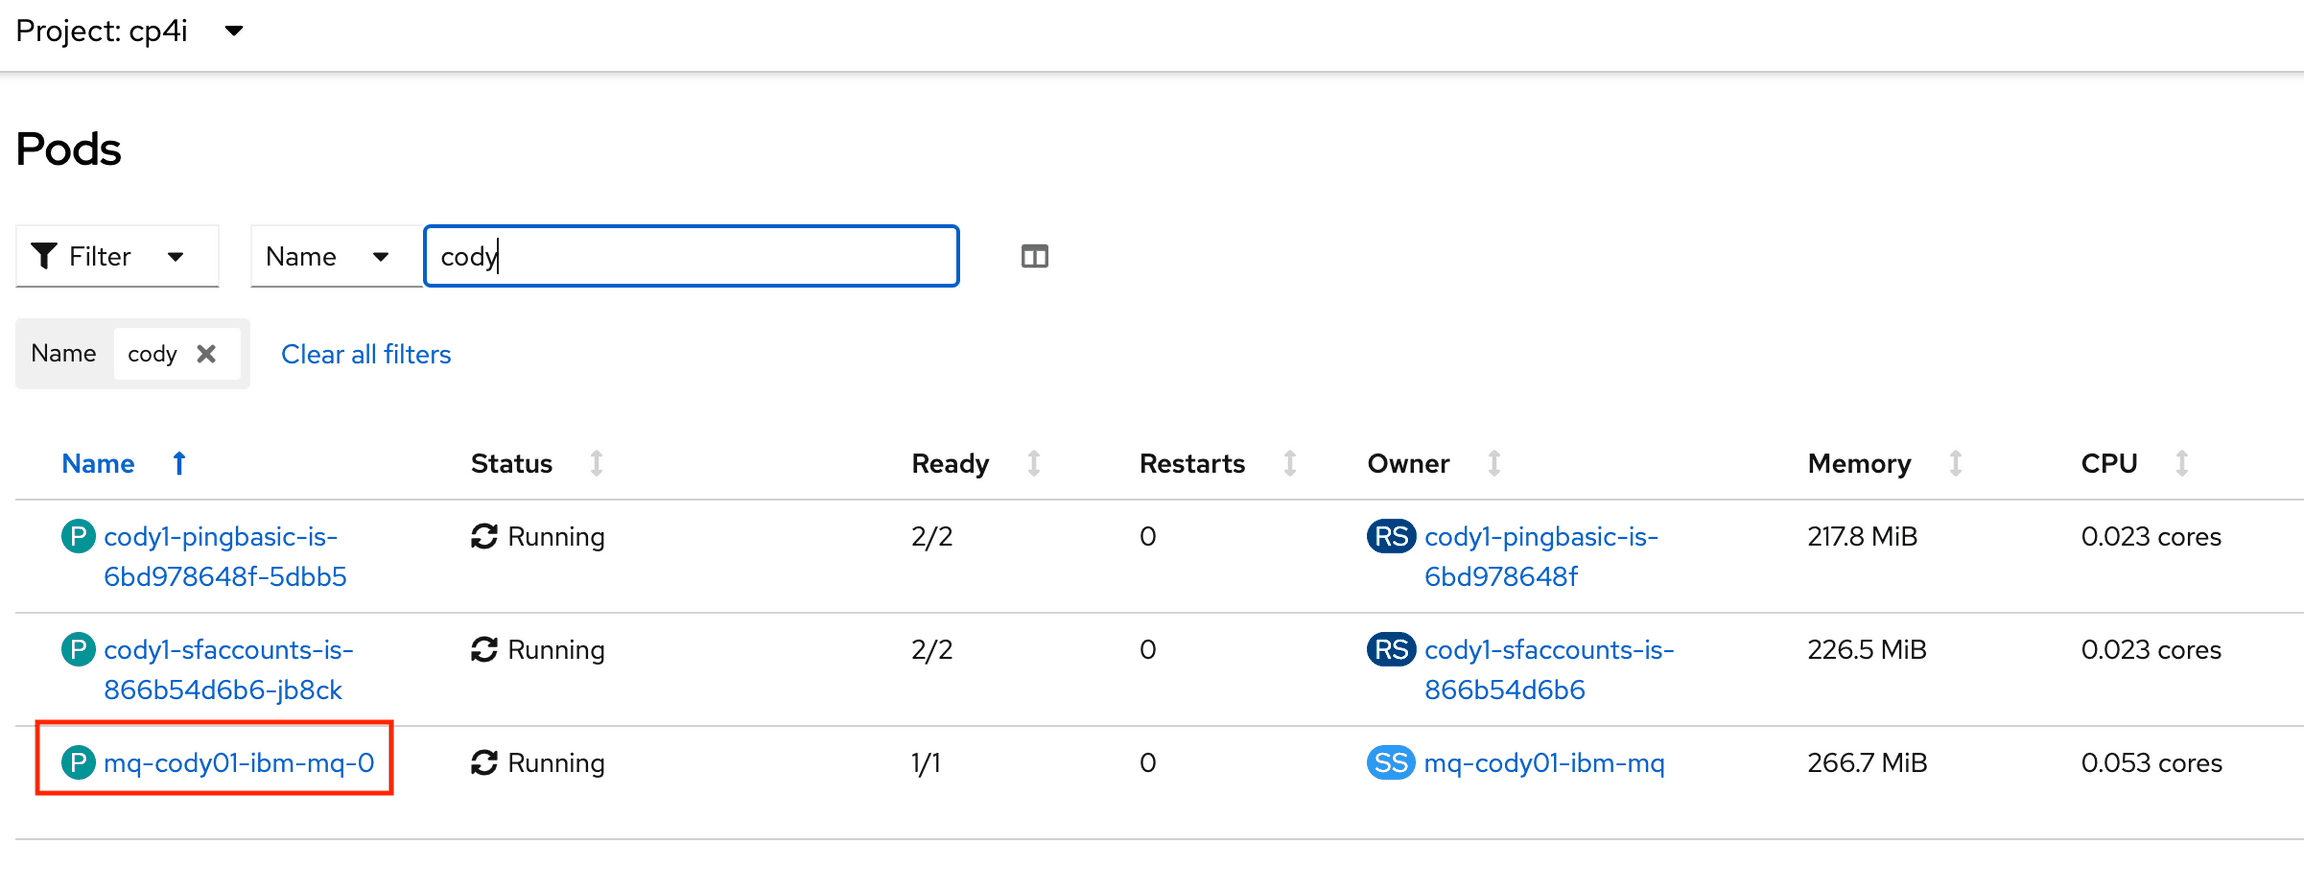 Project: cp4i
Pods
Filter Name cody
Name cody Clear all filters
Name Status Ready Restarts Owner Memory CPU
P cody1-pingbasic-is- Running 2/2 0 RS cody1-pingbasic-is- 217.8 MiB 0.023 cores
6bd978648f-5dbb5 6bd978648f
P cody1-sfaccounts-is- Running 2/2 0 RS cody1-sfaccounts-is- 226.5 MiB 0.023 cores
866b54d6b6-jb8ck 866b54d6b6
P mq-cody01-ibm-mq-0 Running 1/1 0 SS mq-cody01-ibm-mq 266.7 MiB 0.053 cores